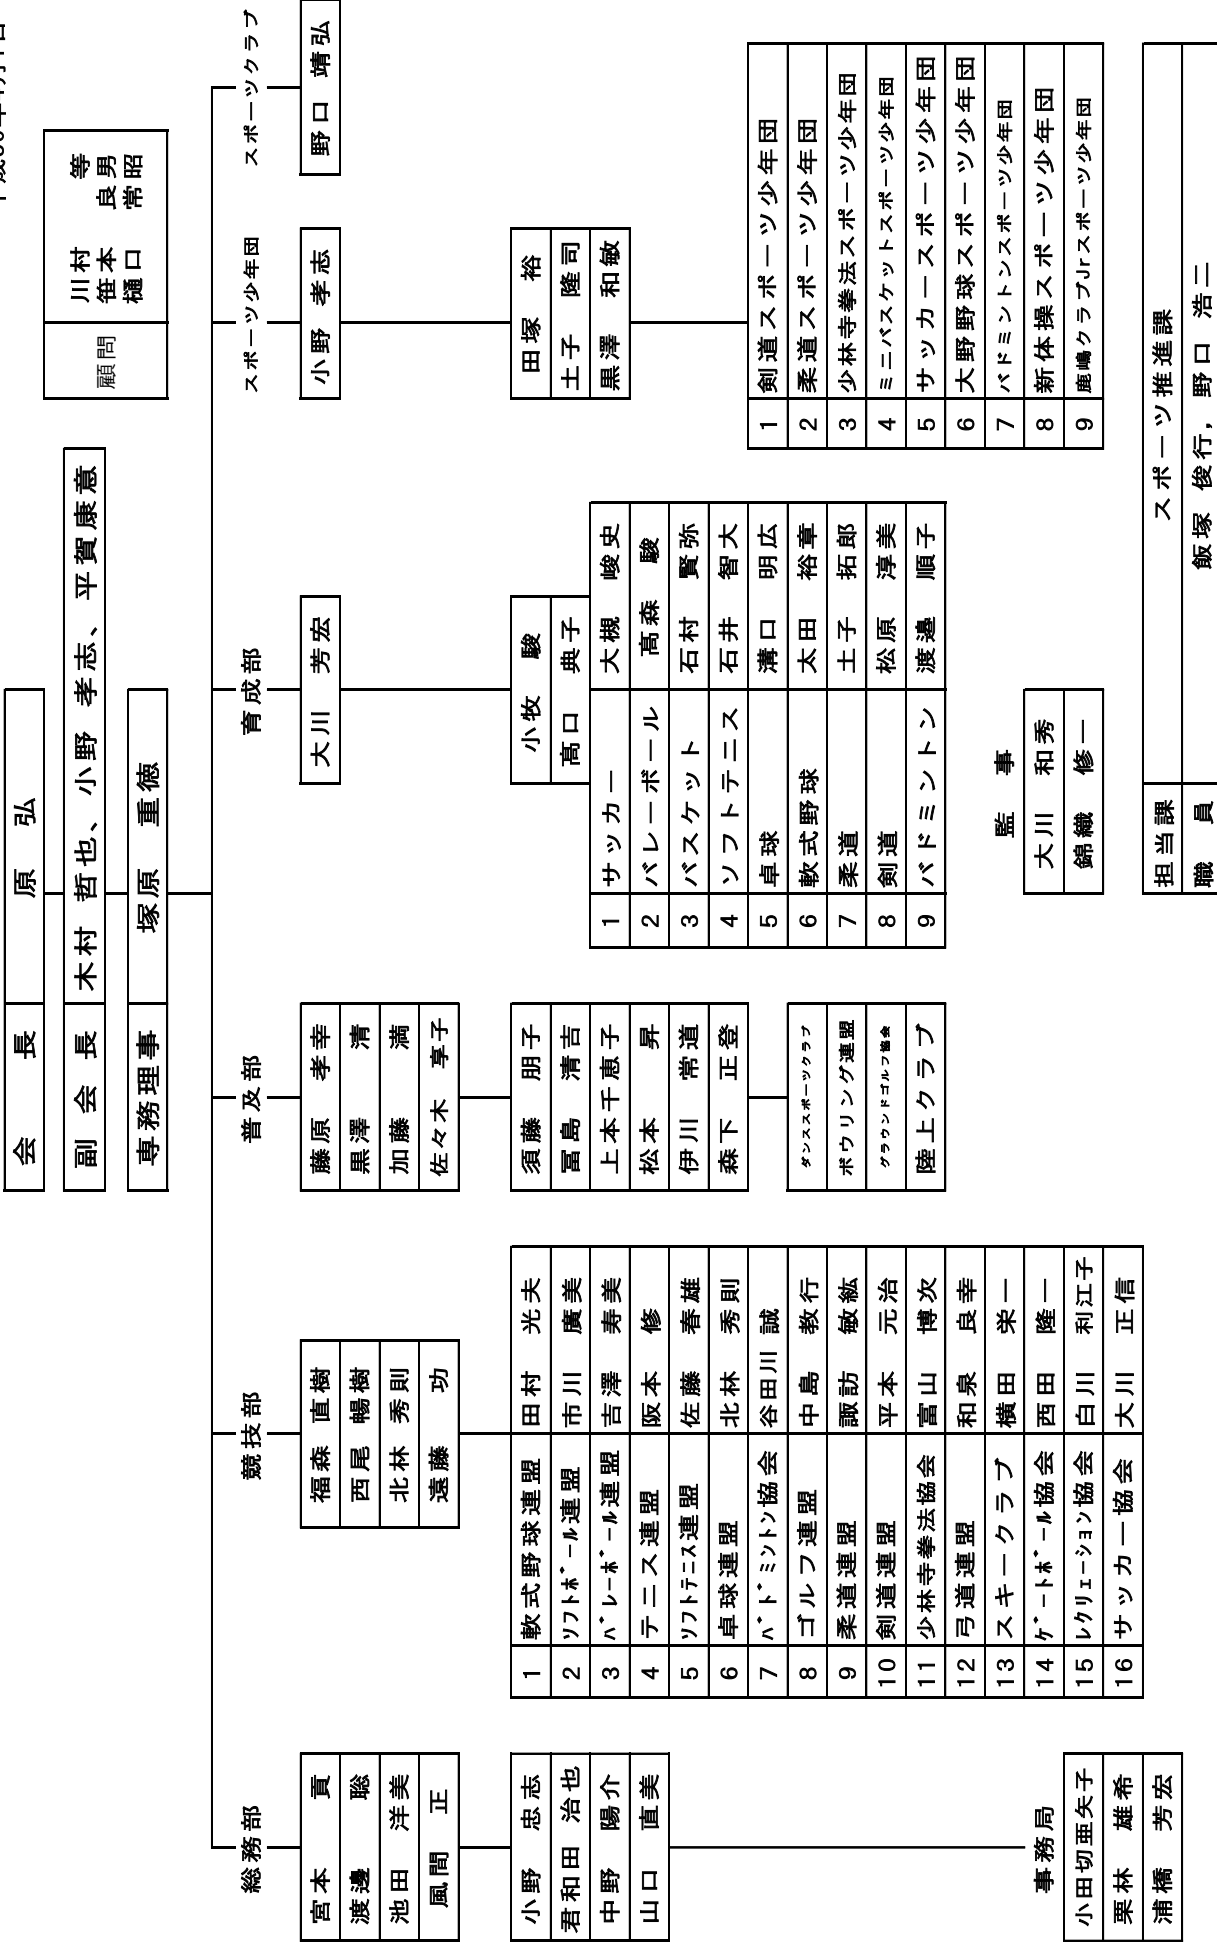 会長 原 弘
副会長 木村 哲也、小野 孝志、平賀康意
専務理事 塚原 重徳
顧問
川村 等
笹本 良男
樋口 常昭
総務部
宮本 貢
渡邊 聡
池田 洋美
風間 正
小野 忠志
君和田 治也
中野 陽介
山口 直美
事務局
小田切亜矢子
栗林 雄希
浦橋 芳宏
競技部
福森 直樹
西尾 暢樹
北林 秀則
遠藤 功
1 軟式野球連盟 田村 光夫
2 ソフトボール連盟 市川 廣美
3 バレーボール連盟 吉澤 寿美
4 テニス連盟 阪本 修
5 ソフトテニス連盟 佐藤 春雄
6 卓球連盟 北林 秀則
7 バドミントン協会 谷田川 誠
8 ゴルフ連盟 中島 教行
9 柔道連盟 諏訪 敏紘
10 剣道連盟 平本 元治
11 少林寺拳法協会 富山 博次
12 弓道連盟 和泉 良幸
13 スキークラブ 横田 栄一
14 ゲートボール協会 西田 隆一
15 レクリェーション協会 白川 利江子
16 サッカー協会 大川 正信
普及部
藤原 孝幸
黒澤 清
加藤 満
佐々木 享子
須藤 朋子
冨島 清吉
上本千恵子
松本 昇
伊川 常道
森下 正登
ダンススポーツクラブ
ボウリング連盟
グラウンドゴルフ協会
陸上クラブ
育成部
大川 芳宏
小牧 駿
髙口 典子
1 サッカー 大槻 峻史
2 バレーボール 髙森 駿
3 バスケット 石村 賢弥
4 ソフトテニス 石井 智大
5 卓球 溝口 明広
6 軟式野球 太田 裕章
7 柔道 土子 拓郎
8 剣道 松原 淳美
9 バドミントン 渡邉 順子
監 事
大川 和秀
錦織 修一
スポーツ少年団
小野 孝志
田塚 裕
土子 隆司
黒澤 和敏
1 剣道スポーツ少年団
2 柔道スポーツ少年団
3 少林寺拳法スポーツ少年団
4 ミニバスケットスポーツ少年団
5 サッカースポーツ少年団
6 大野野球スポーツ少年団
7 バドミントンスポーツ少年団
8 新体操スポーツ少年団
9 鹿嶋クラブJrスポーツ少年団
スポーツクラブ
野口 靖弘
担当課 スポーツ推進課
職 員 飯塚 俊行，野口 浩二